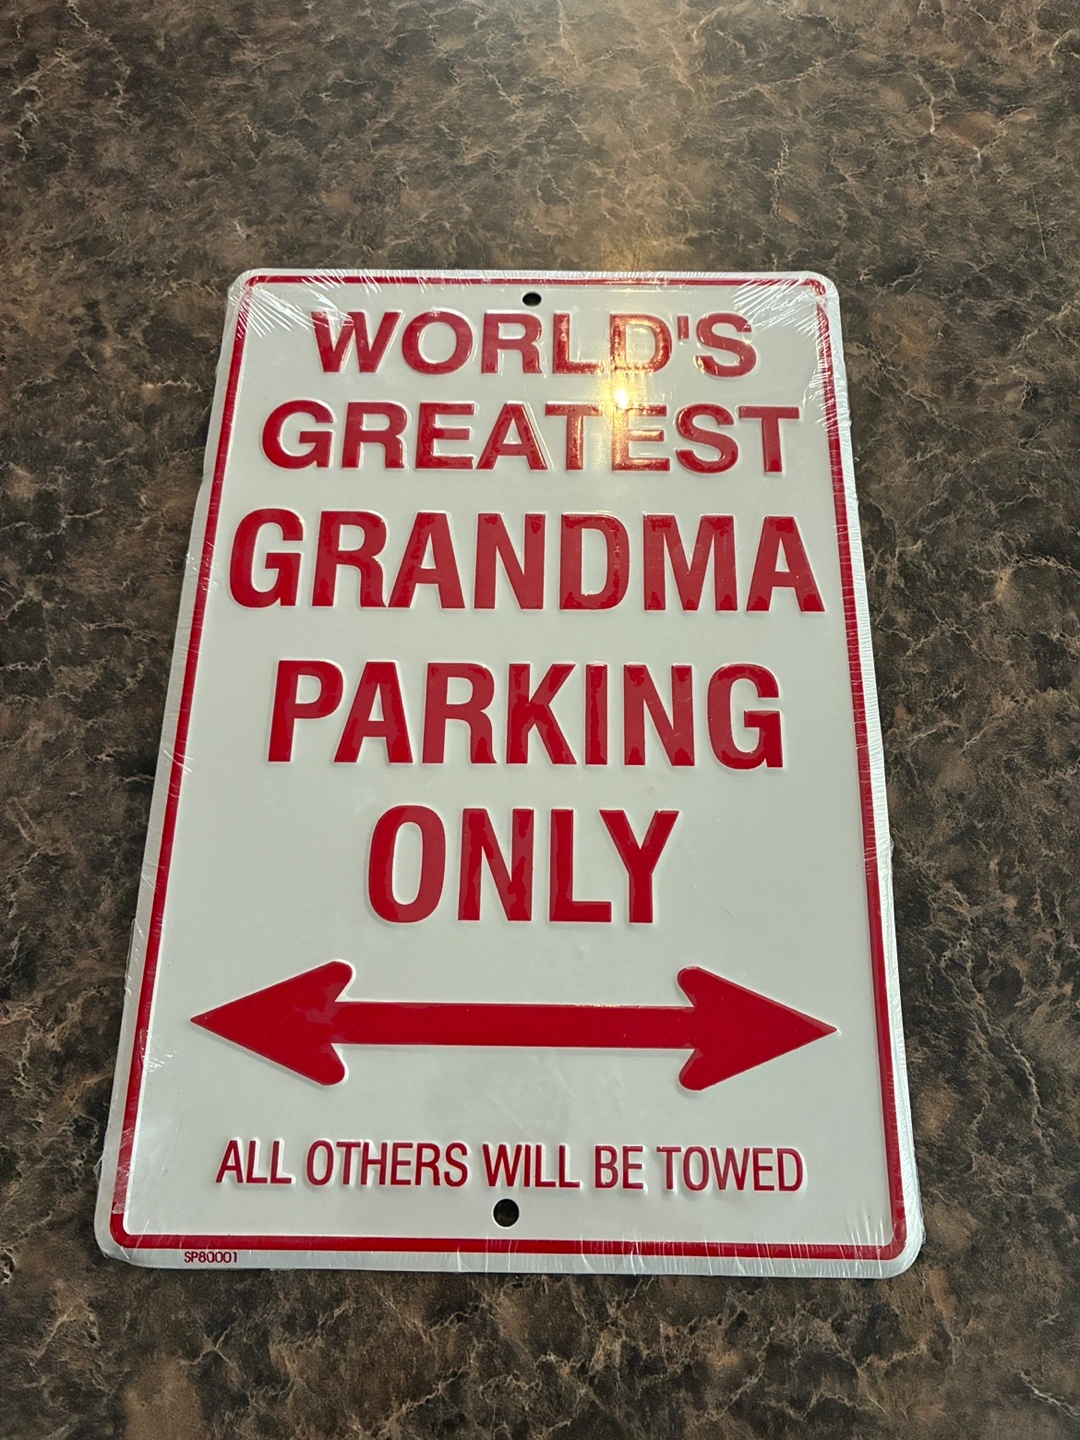 WORLD'S
GREATEST
GRANDMA
PARKING
ONLY
ALL OTHERS WILL BE TOWED
SP80001